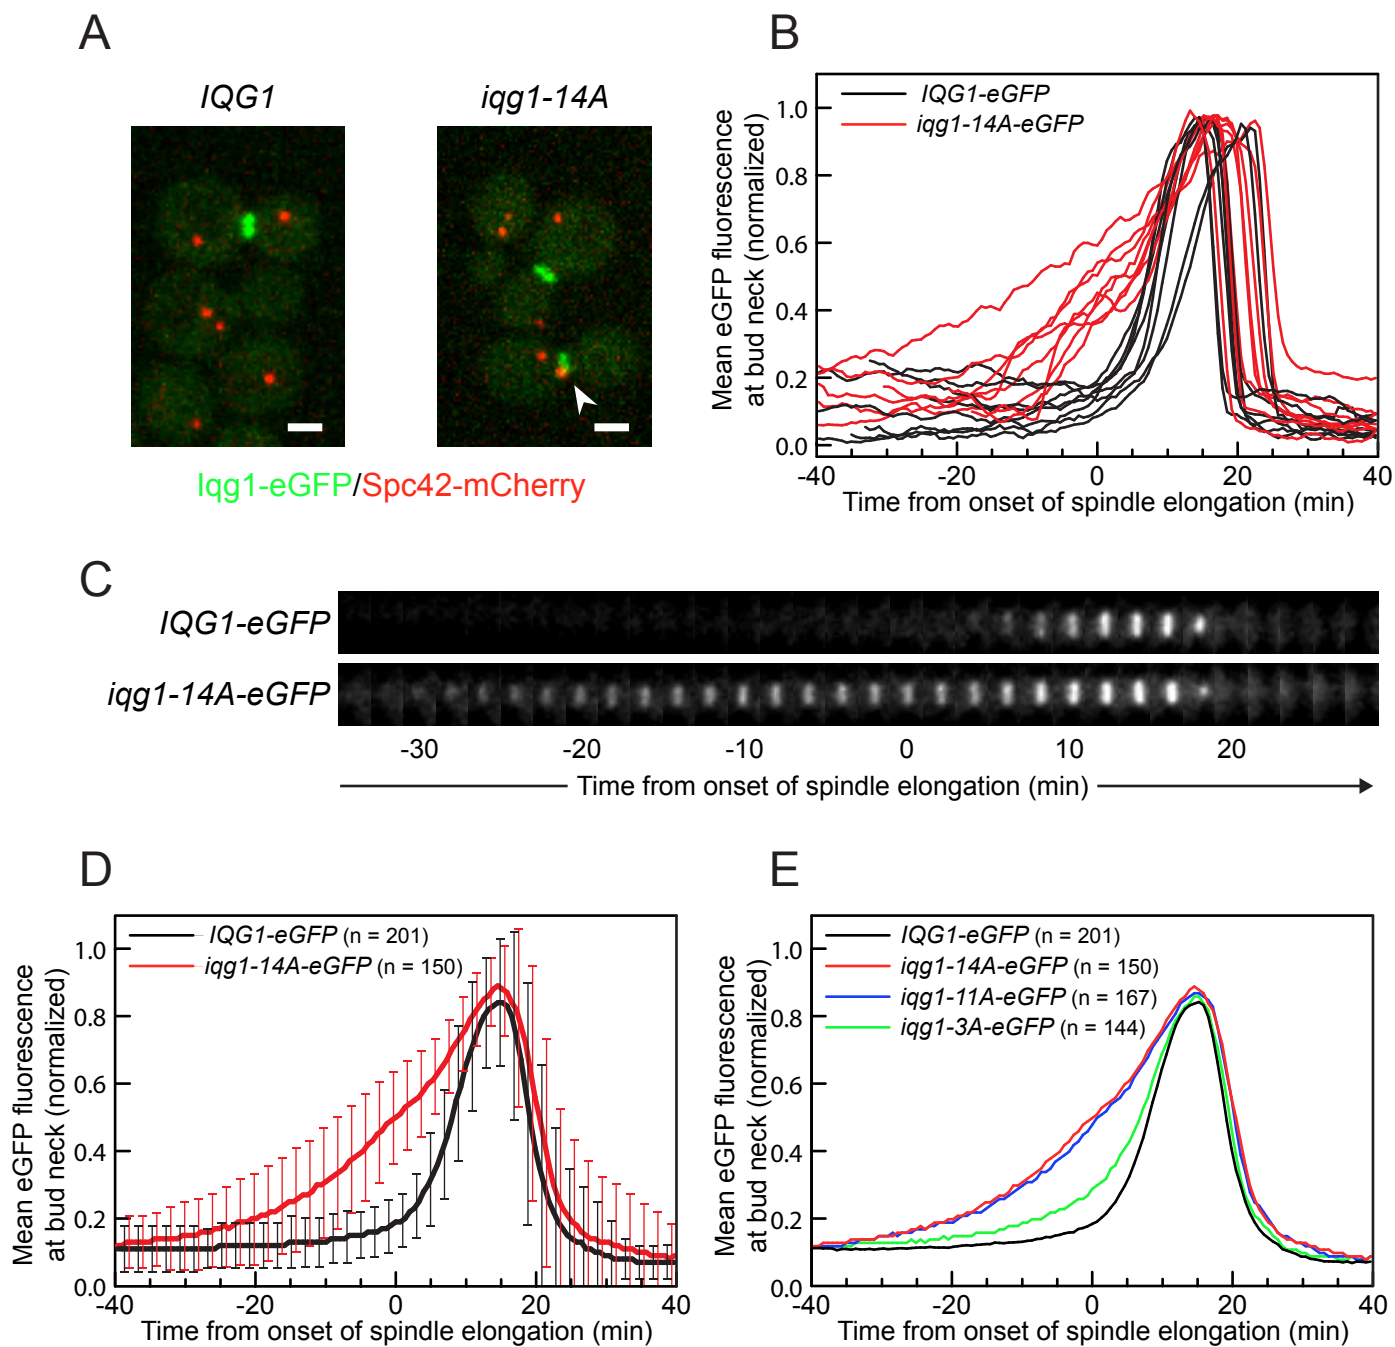 A
IQG1
iqg1-14A
Iqg1-eGFP/Spc42-mCherry
B
Mean eGFP fluorescence
at bud neck (normalized)
1.0
0.8
0.6
0.4
0.2
0.0
IQG1-eGFP
iqg1-14A-eGFP
-40
-20
0
20
40
Time from onset of spindle elongation (min)
C
IQG1-eGFP
iqg1-14A-eGFP
-30
-20
-10
0
10
20
Time from onset of spindle elongation (min)
D
Mean eGFP fluorescence
at bud neck (normalized)
1.0
0.8
0.6
0.4
0.2
0.0
IQG1-eGFP (n = 201)
iqg1-14A-eGFP (n = 150)
-40
-20
0
20
40
Time from onset of spindle elongation (min)
E
Mean eGFP fluorescence
at bud neck (normalized)
1.0
0.8
0.6
0.4
0.2
0.0
IQG1-eGFP (n = 201)
iqg1-14A-eGFP (n = 150)
iqg1-11A-eGFP (n = 167)
iqg1-3A-eGFP (n = 144)
-40
-20
0
20
40
Time from onset of spindle elongation (min)